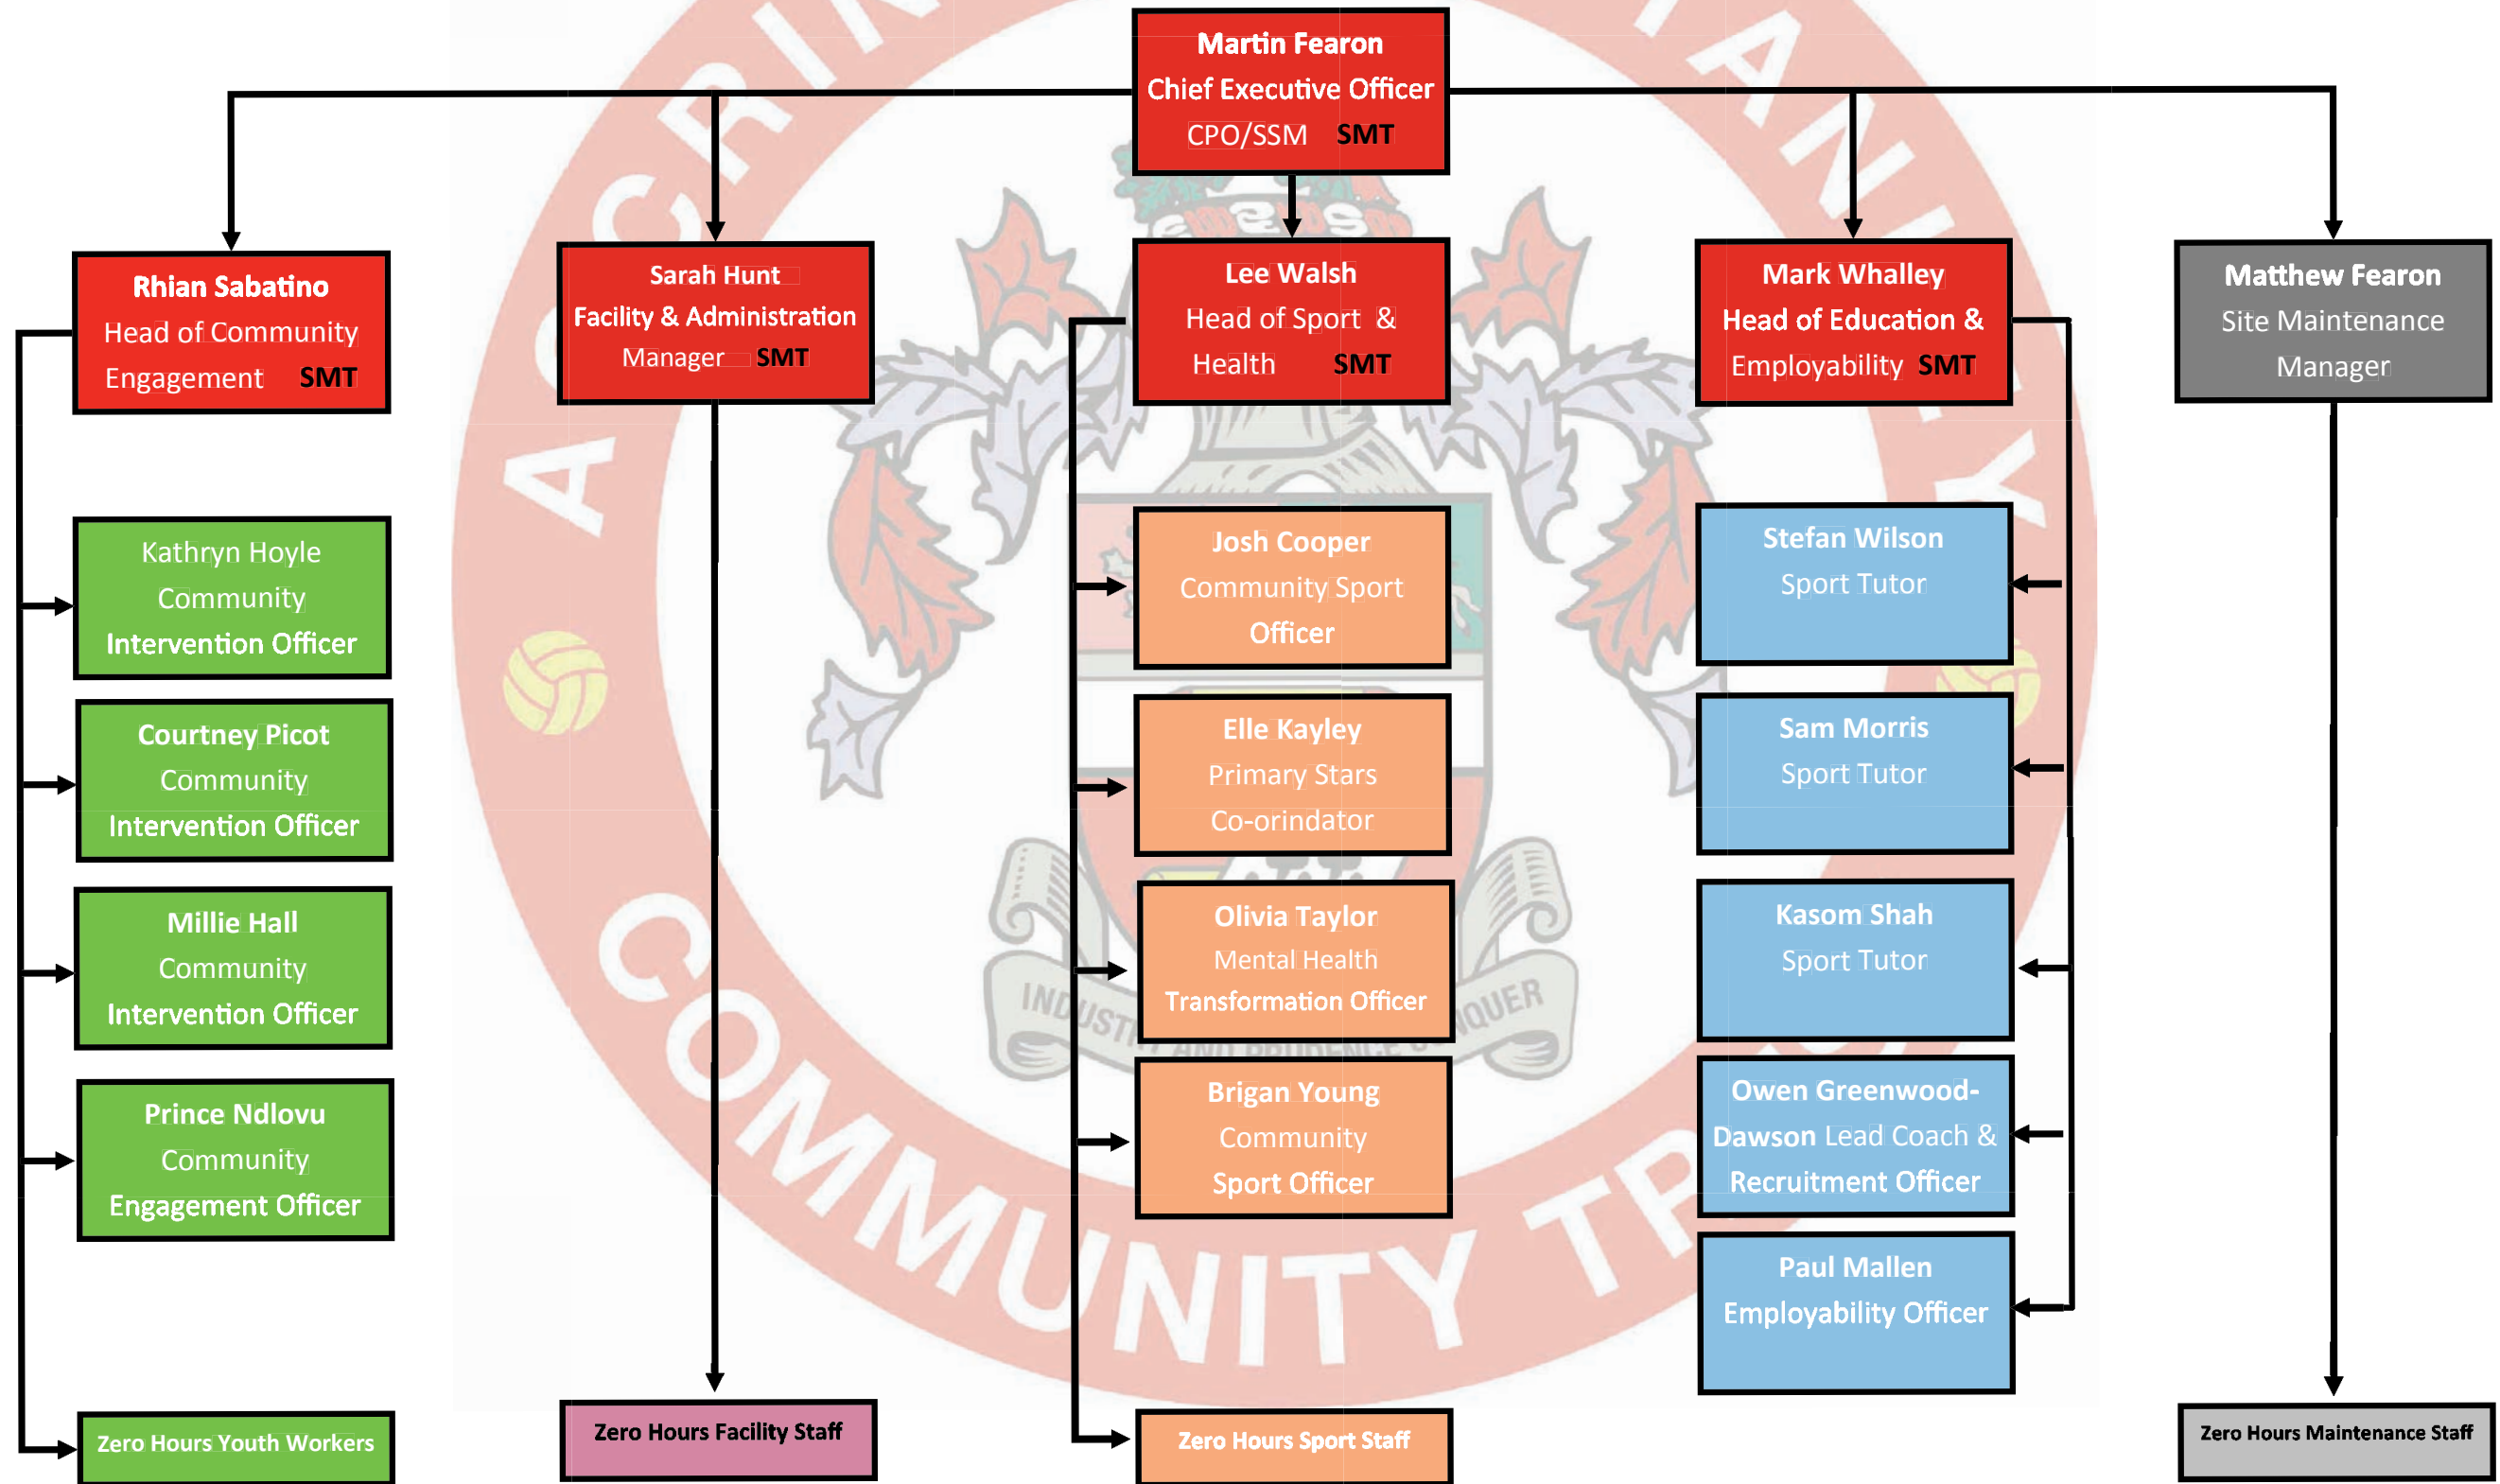 Martin Fearon
Chief Executive Officer
CPO/SSM SMT
Rhian Sabatino
Head of Community
Engagement SMT
Sarah Hunt
Facility & Administration
Manager SMT
Lee Walsh
Head of Sport &
Health SMT
Mark Whalley
Head of Education &
Employability SMT
Matthew Fearon
Site Maintenance
Manager
Kathryn Hoyle
Community
Intervention Officer
Courtney Picot
Community
Intervention Officer
Millie Hall
Community
Intervention Officer
Prince Ndlovu
Community
Engagement Officer
Zero Hours Youth Workers
Zero Hours Facility Staff
Josh Cooper
Community Sport
Officer
Elle Kayley
Primary Stars
Co-orindator
Olivia Taylor
Mental Health
Transformation Officer
Brigan Young
Community
Sport Officer
Zero Hours Sport Staff
Stefan Wilson
Sport Tutor
Sam Morris
Sport Tutor
Kasom Shah
Sport Tutor
Owen Greenwood-
Dawson Lead Coach &
Recruitment Officer
Paul Mallen
Employability Officer
Zero Hours Maintenance Staff
COMMUNITY